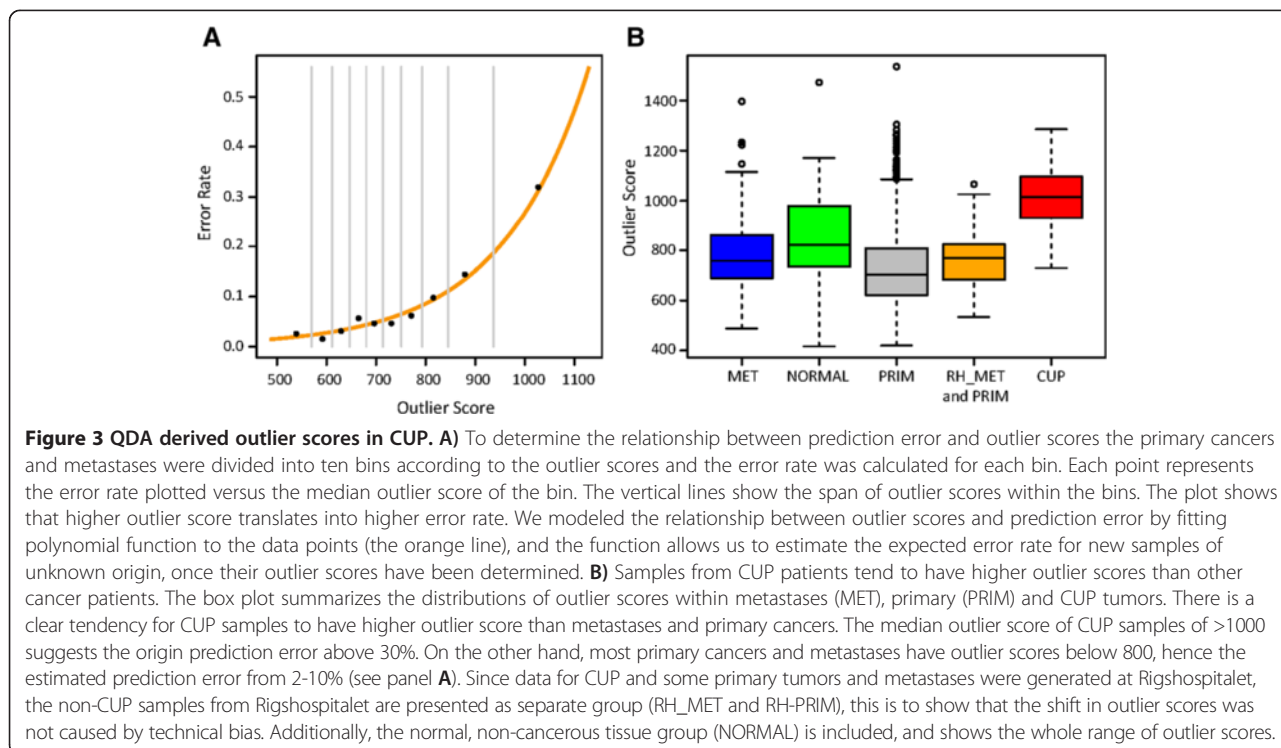 A
B
0.5
0.4
0.3
0.2
0.1
0.0
Error Rate
500 600 700 800 900 1000 1100
Outlier Score
1400
1200
1000
800
600
400
Outlier Score
MET NORMAL PRIM RH_MET and PRIM CUP
Figure 3 QDA derived outlier scores in CUP. A) To determine the relationship between prediction error and outlier scores the primary cancers
and metastases were divided into ten bins according to the outlier scores and the error rate was calculated for each bin. Each point represents
the error rate plotted versus the median outlier score of the bin. The vertical lines show the span of outlier scores within the bins. The plot shows
that higher outlier score translates into higher error rate. We modeled the relationship between outlier scores and prediction error by fitting
polynomial function to the data points (the orange line), and the function allows us to estimate the expected error rate for new samples of
unknown origin, once their outlier scores have been determined. B) Samples from CUP patients tend to have higher outlier scores than other
cancer patients. The box plot summarizes the distributions of outlier scores within metastases (MET), primary (PRIM) and CUP tumors. There is a
clear tendency for CUP samples to have higher outlier score than metastases and primary cancers. The median outlier score of CUP samples of >1000
suggests the origin prediction error above 30%. On the other hand, most primary cancers and metastases have outlier scores below 800, hence the
estimated prediction error from 2-10% (see panel A). Since data for CUP and some primary tumors and metastases were generated at Rigshospitalet,
the non-CUP samples from Rigshospitalet are presented as separate group (RH_MET and RH-PRIM), this is to show that the shift in outlier scores was
not caused by technical bias. Additionally, the normal, non-cancerous tissue group (NORMAL) is included, and shows the whole range of outlier scores.